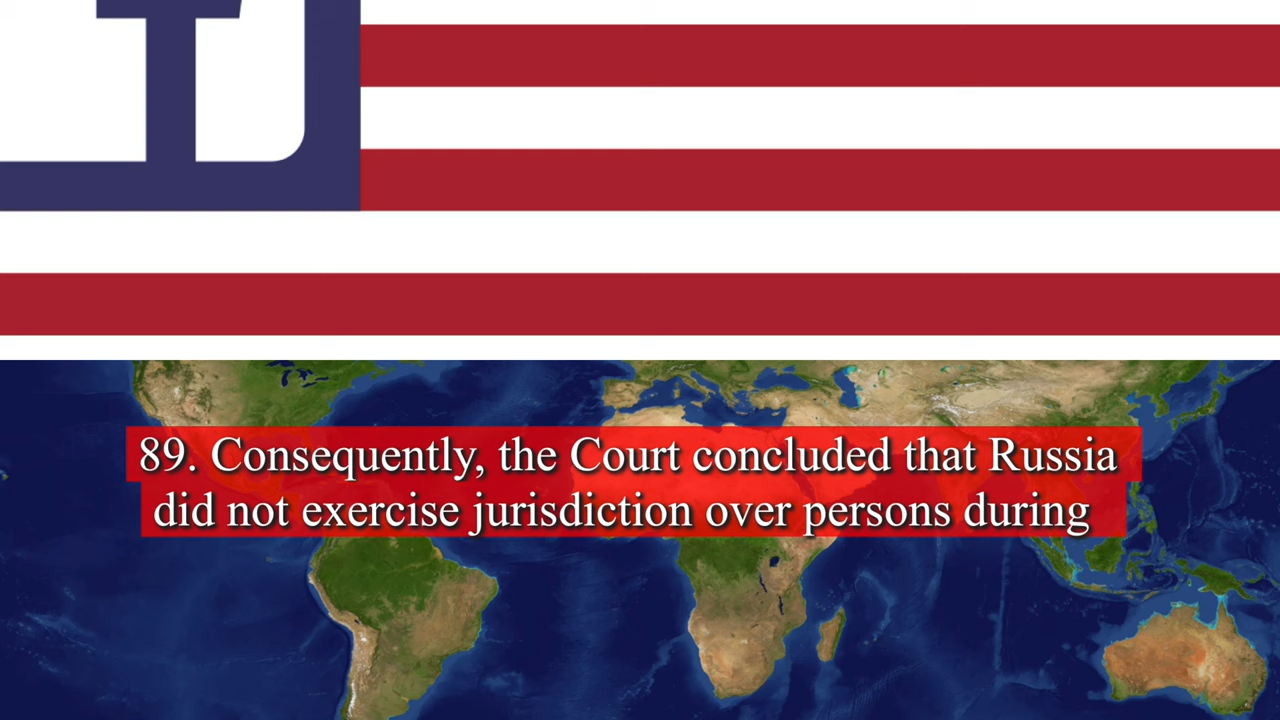 89. Consequently, the Court concluded that Russia
did not exercise jurisdiction over persons during